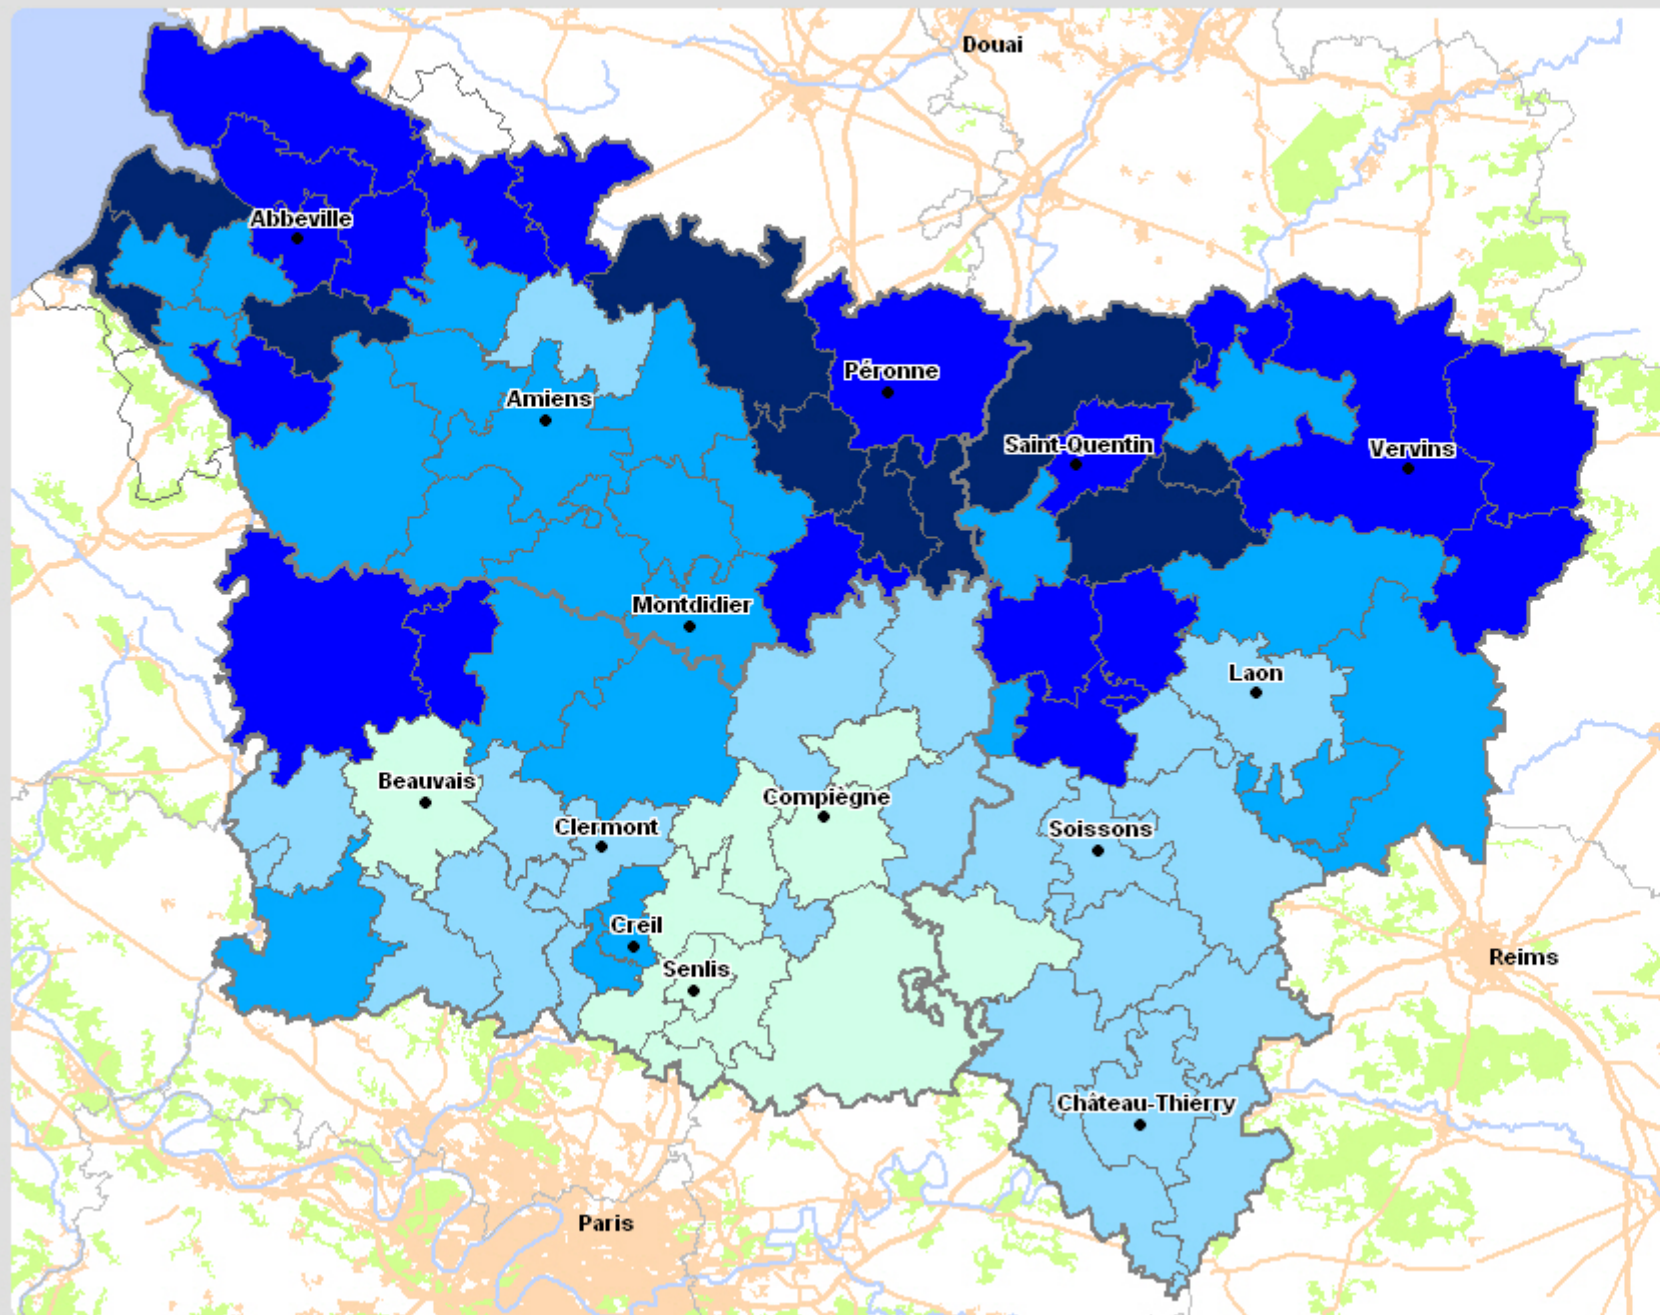 Douai
Abbeville
Péronne
Amiens
Saint-Quentin
Vervins
Montdidier
Laon
Beauvais
Compiègne
Clermont
Soissons
Creil
Senlis
Reims
Château-Thierry
Paris